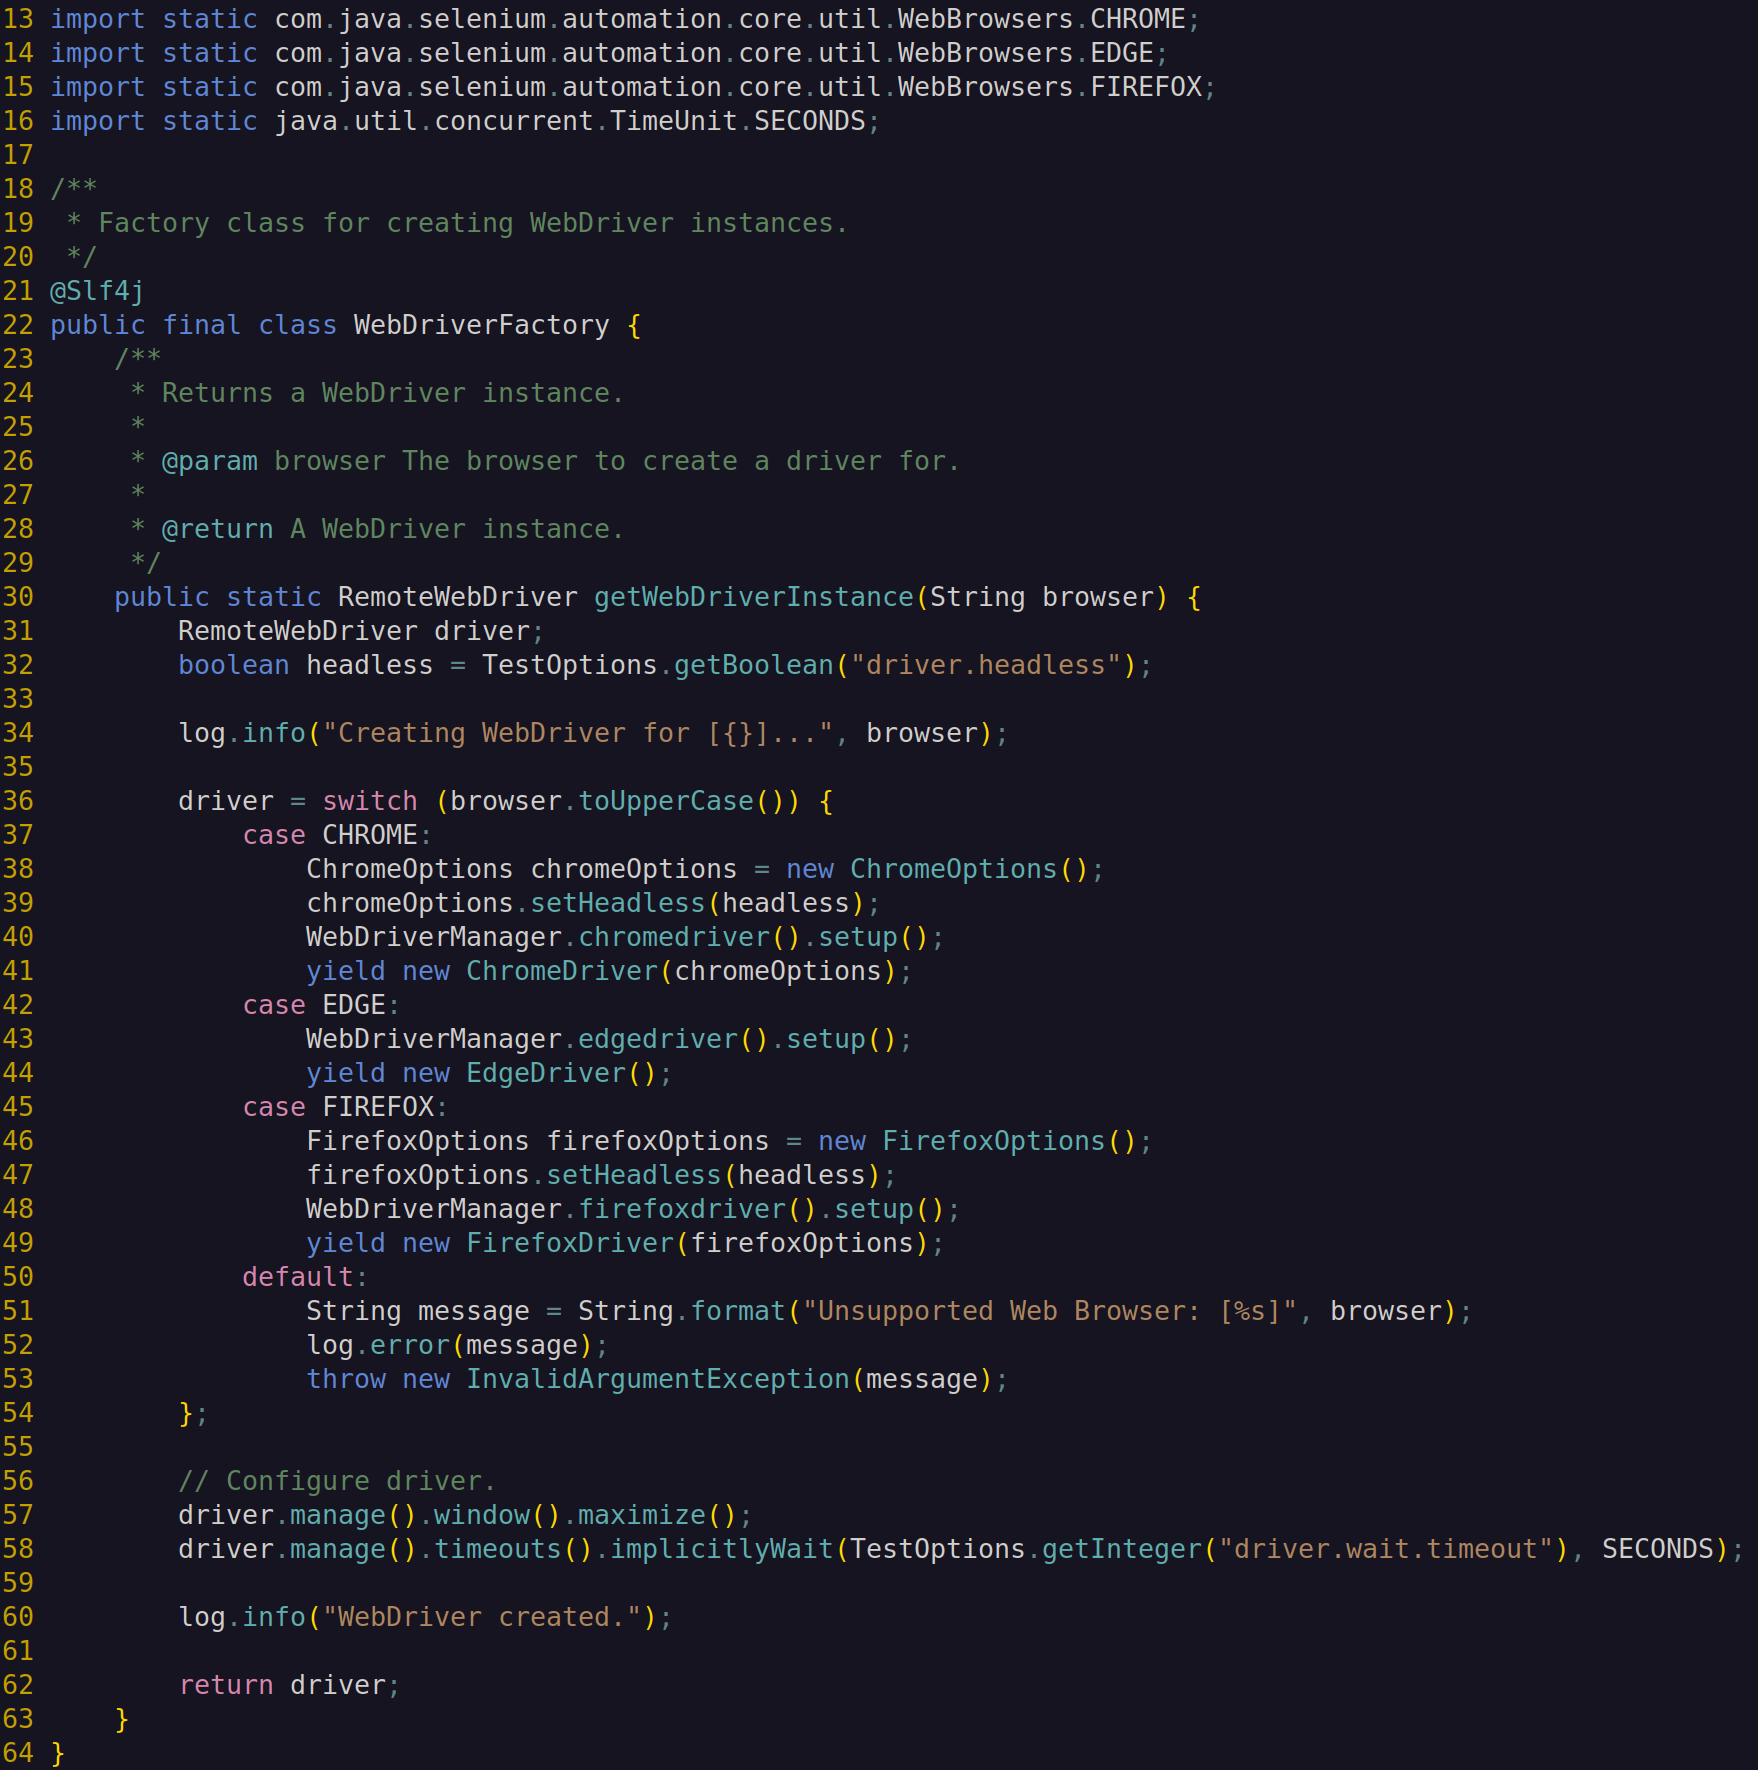 13 import static com.java.selenium.automation.core.util.WebBrowsers.CHROME;
14 import static com.java.selenium.automation.core.util.WebBrowsers.EDGE;
15 import static com.java.selenium.automation.core.util.WebBrowsers.FIREFOX;
16 import static java.util.concurrent.TimeUnit.SECONDS;
17
18 /**
19  * Factory class for creating WebDriver instances.
20  */
21 @Slf4j
22 public final class WebDriverFactory {
23     /**
24      * Returns a WebDriver instance.
25      *
26      * @param browser The browser to create a driver for.
27      *
28      * @return A WebDriver instance.
29      */
30     public static RemoteWebDriver getWebDriverInstance(String browser) {
31         RemoteWebDriver driver;
32         boolean headless = TestOptions.getBoolean("driver.headless");
33
34         log.info("Creating WebDriver for [{}]...", browser);
35
36         driver = switch (browser.toUpperCase()) {
37             case CHROME:
38                 ChromeOptions chromeOptions = new ChromeOptions();
39                 chromeOptions.setHeadless(headless);
40                 WebDriverManager.chromedriver().setup();
41                 yield new ChromeDriver(chromeOptions);
42             case EDGE:
43                 WebDriverManager.edgedriver().setup();
44                 yield new EdgeDriver();
45             case FIREFOX:
46                 FirefoxOptions firefoxOptions = new FirefoxOptions();
47                 firefoxOptions.setHeadless(headless);
48                 WebDriverManager.firefoxdriver().setup();
49                 yield new FirefoxDriver(firefoxOptions);
50             default:
51                 String message = String.format("Unsupported Web Browser: [%s]", browser);
52                 log.error(message);
53                 throw new InvalidArgumentException(message);
54         };
55
56         // Configure driver.
57         driver.manage().window().maximize();
58         driver.manage().timeouts().implicitlyWait(TestOptions.getInteger("driver.wait.timeout"), SECONDS);
59
60         log.info("WebDriver created.");
61
62         return driver;
63     }
64 }